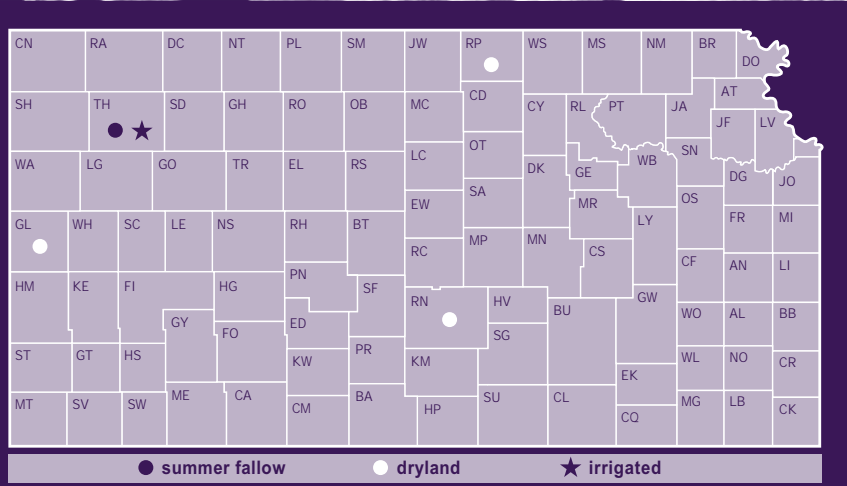 CN RA DC NT PL SM JW RP WS MS NM BR DO
SH TH SD GH RO OB MC CD CY RL PT JA AT JF LV
WA LG GO TR EL RS LC OT DK GE WB SN DG JO
GL WH SC LE NS RH BT EW SA MR OS FR MI
RC MP MN CS LY CF AN LI
HM KE FI HG PN SF RN HV BU GW
GY FO ED SG WO AL BB
ST GT HS KW PR KM EK WL NO CR
MT SV SW ME CA CM BA HP SU CL CQ MG LB CK
summer fallow dryland irrigated